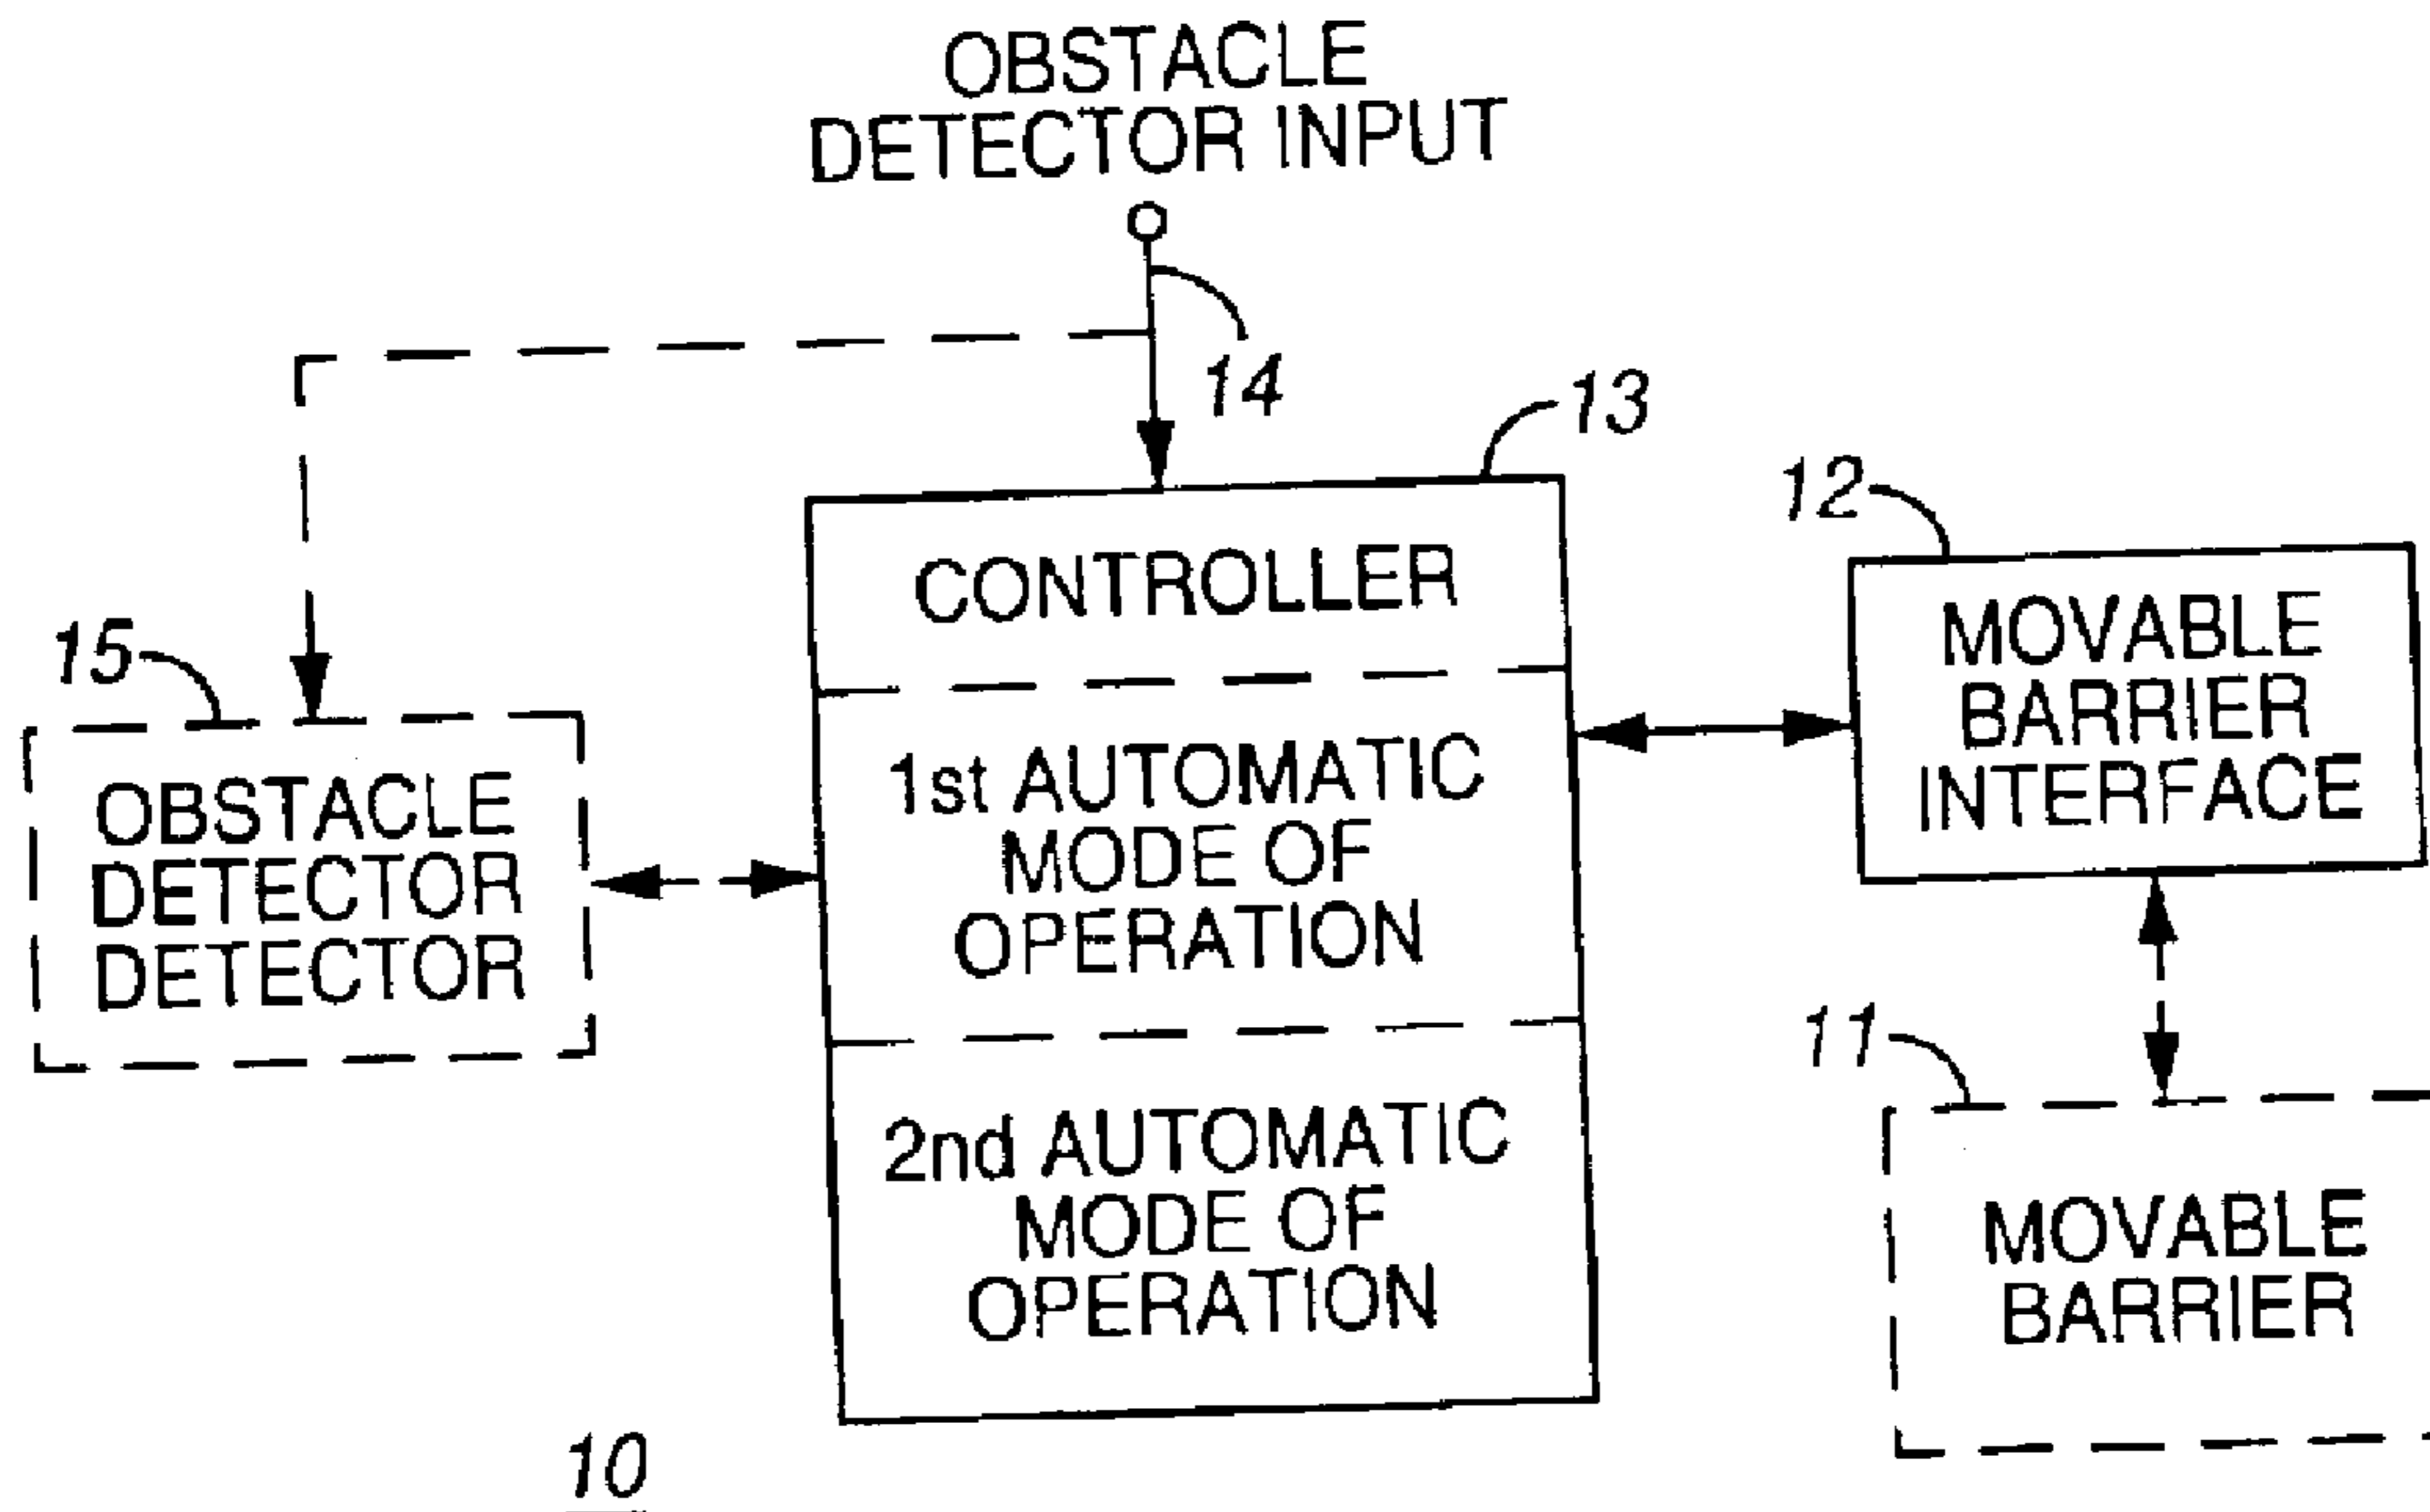 OBSTACLE
DETECTOR INPUT
14
13
12
CONTROLLER
MOVABLE
BARRIER
INTERFACE
15
OBSTACLE
DETECTOR
DETECTOR
1st AUTOMATIC
MODE OF
OPERATION
11
2nd AUTOMATIC
MODE OF
OPERATION
MOVABLE
BARRIER
10